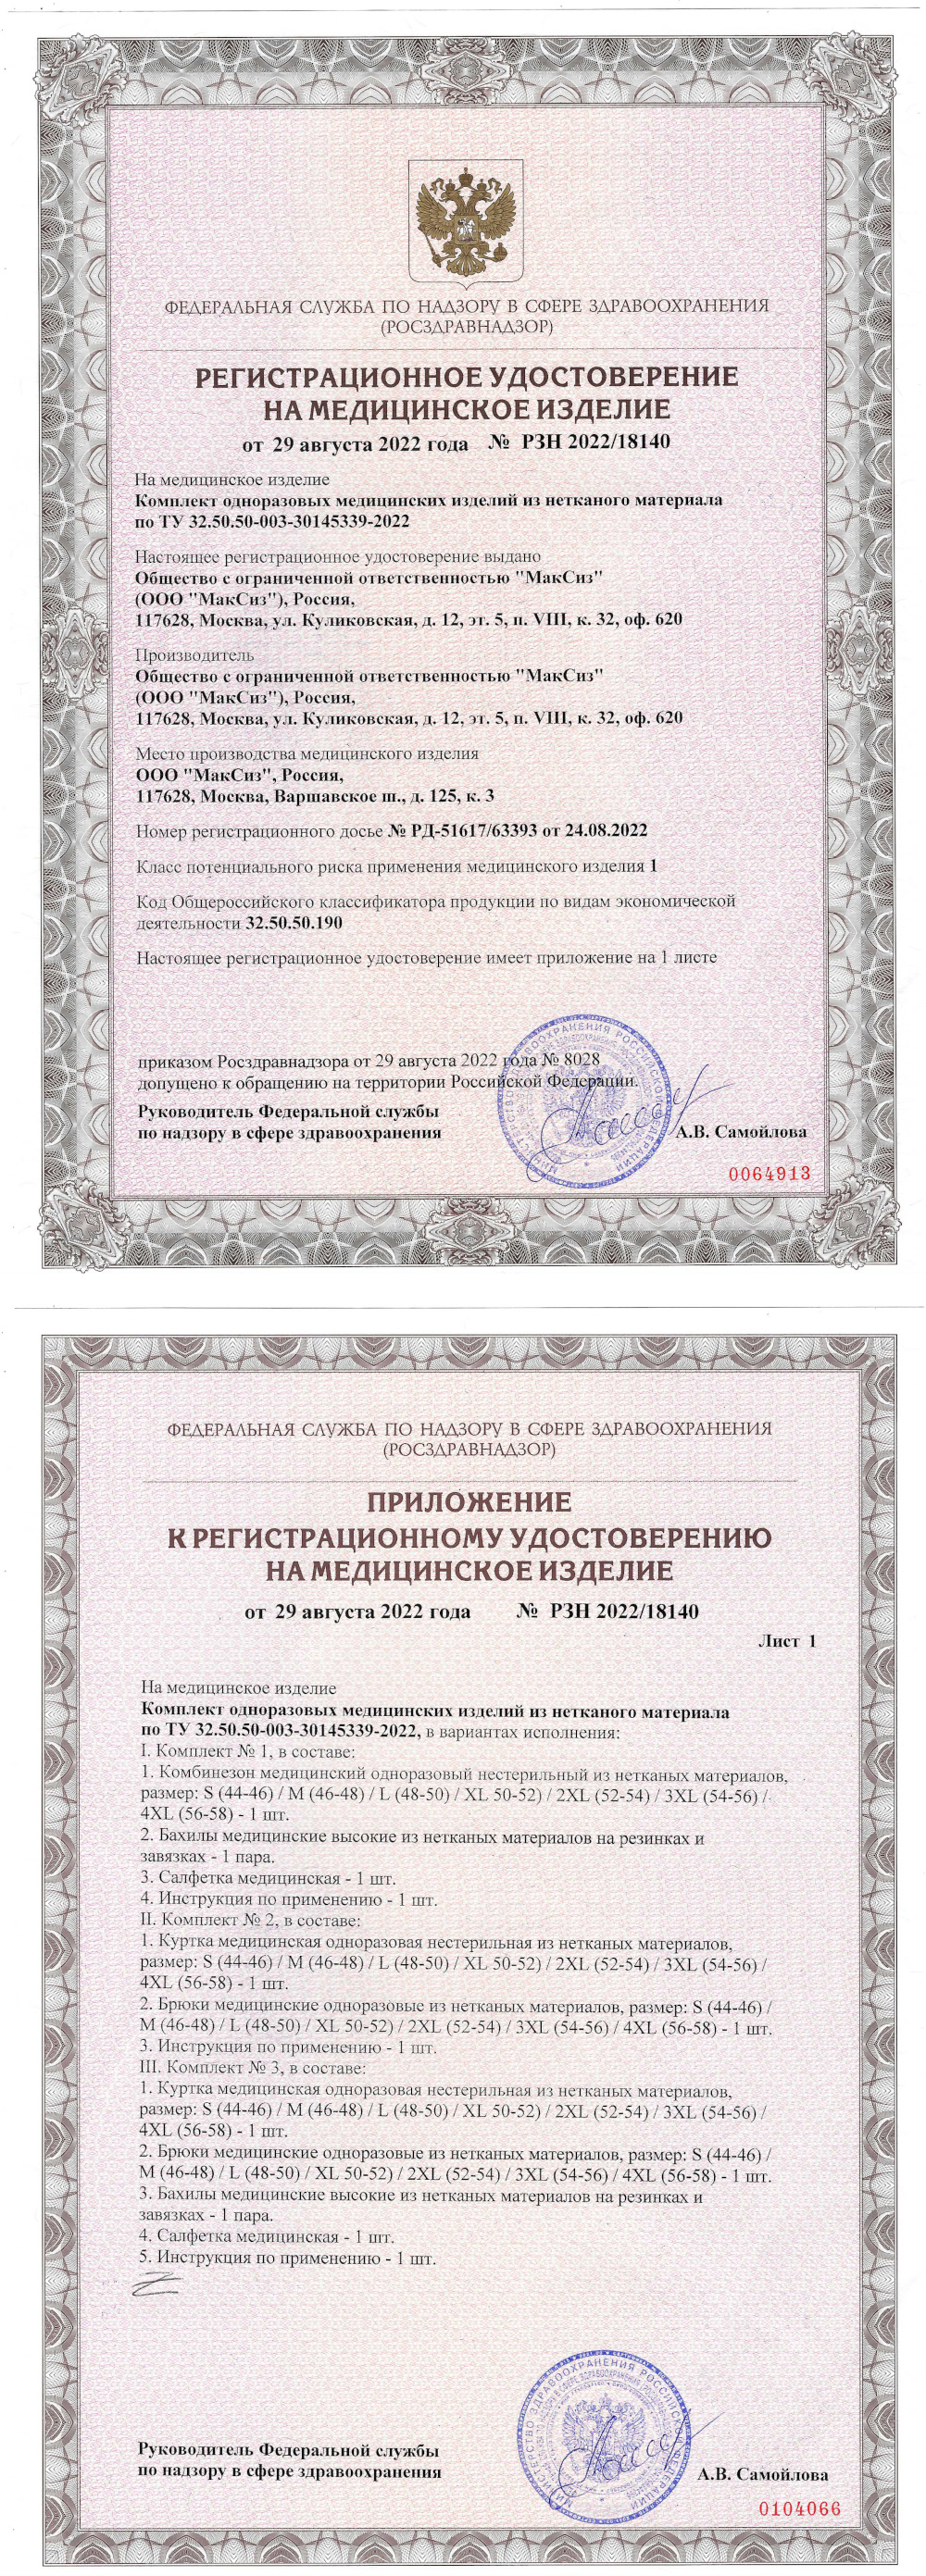 ФЕДЕРАЛЬНАЯ СЛУЖБА ПО НАДЗОРУ В СФЕРЕ ЗДРАВООХРАНЕНИЯ
(РОСЗДРАВНАДЗОР)
РЕГИСТРАЦИОННОЕ УДОСТОВЕРЕНИЕ
НА МЕДИЦИНСКОЕ ИЗДЕЛИЕ
от 29 августа 2022 года № РЗН 2022/18140
На медицинское изделие
Комплект одноразовых медицинских изделий из нетканого материала
по ТУ 32.50.50-003-30145339-2022
Настоящее регистрационное удостоверение выдано
Общество с ограниченной ответственностью "МакСиз"
(ООО "МакСиз"), Россия,
117628, Москва, ул. Куликовская, д. 12, эт. 5, п. VIII, к. 32, оф. 620
Производитель
Общество с ограниченной ответственностью "МакСиз"
(ООО "МакСиз"), Россия,
117628, Москва, ул. Куликовская, д. 12, эт. 5, п. VIII, к. 32, оф. 620
Место производства медицинского изделия
ООО "МакСиз", Россия,
117628, Москва, Варшавское ш., д. 125, к. 3
Номер регистрационного досье № РД-51617/63393 от 24.08.2022
Класс потенциального риска применения медицинского изделия 1
Код Общероссийского классификатора продукции по видам экономической
деятельности 32.50.50.190
Настоящее регистрационное удостоверение имеет приложение на 1 листе
приказом Росздравнадзора от 29 августа 2022 года № 8028
допущено к обращению на территории Российской Федерации.
Руководитель Федеральной службы
по надзору в сфере здравоохранения
А.В. Самойлова
0064913
ФЕДЕРАЛЬНАЯ СЛУЖБА ПО НАДЗОРУ В СФЕРЕ ЗДРАВООХРАНЕНИЯ
(РОСЗДРАВНАДЗОР)
ПРИЛОЖЕНИЕ
К РЕГИСТРАЦИОННОМУ УДОСТОВЕРЕНИЮ
НА МЕДИЦИНСКОЕ ИЗДЕЛИЕ
от 29 августа 2022 года № РЗН 2022/18140
Лист 1
На медицинское изделие
Комплект одноразовых медицинских изделий из нетканого материала
по ТУ 32.50.50-003-30145339-2022, в вариантах исполнения:
I. Комплект № 1, в составе:
1. Комбинезон медицинский одноразовый нестерильный из нетканых материалов,
размер: S (44-46) / M (46-48) / L (48-50) / XL 50-52) / 2XL (52-54) / 3XL (54-56) /
4XL (56-58) - 1 шт.
2. Бахилы медицинские высокие из нетканых материалов на резинках и
завязках - 1 пара.
3. Салфетка медицинская - 1 шт.
4. Инструкция по применению - 1 шт.
II. Комплект № 2, в составе:
1. Куртка медицинская одноразовая нестерильная из нетканых материалов,
размер: S (44-46) / M (46-48) / L (48-50) / XL 50-52) / 2XL (52-54) / 3XL (54-56) /
4XL (56-58) - 1 шт.
2. Брюки медицинские одноразовые из нетканых материалов, размер: S (44-46) /
M (46-48) / L (48-50) / XL 50-52) / 2XL (52-54) / 3XL (54-56) / 4XL (56-58) - 1 шт.
3. Инструкция по применению - 1 шт.
III. Комплект № 3, в составе:
1. Куртка медицинская одноразовая нестерильная из нетканых материалов,
размер: S (44-46) / M (46-48) / L (48-50) / XL 50-52) / 2XL (52-54) / 3XL (54-56) /
4XL (56-58) - 1 шт.
2. Брюки медицинские одноразовые из нетканых материалов, размер: S (44-46) /
M (46-48) / L (48-50) / XL 50-52) / 2XL (52-54) / 3XL (54-56) / 4XL (56-58) - 1 шт.
3. Бахилы медицинские высокие из нетканых материалов на резинках и
завязках - 1 пара.
4. Салфетка медицинская - 1 шт.
5. Инструкция по применению - 1 шт.
МИНИСТЕРСТВО ЗДРАВООХРАНЕНИЯ РОССИЙСКОЙ ФЕДЕРАЦИИ
Руководитель Федеральной службы
по надзору в сфере здравоохранения
А.В. Самойлова
0104066